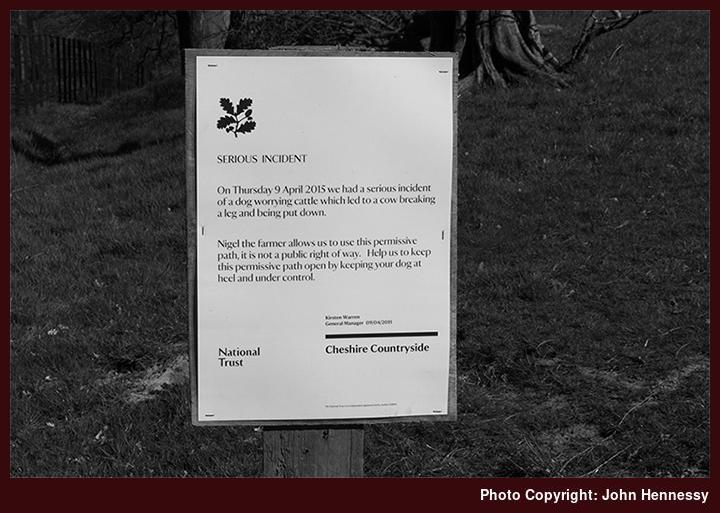 SERIOUS INCIDENT
On Thursday 9 April 2015 we had a serious incident
of a dog worrying cattle which led to a cow breaking
a leg and being put down.
Nigel the farmer allows us to use this permissive
path, it is not a public right of way. Help us to keep
this permissive path open by keeping your dog at
heel and under control.
Kirsten Warren
General Manager 09/04/2015
National
Trust
Cheshire Countryside
Photo Copyright: John Hennessy